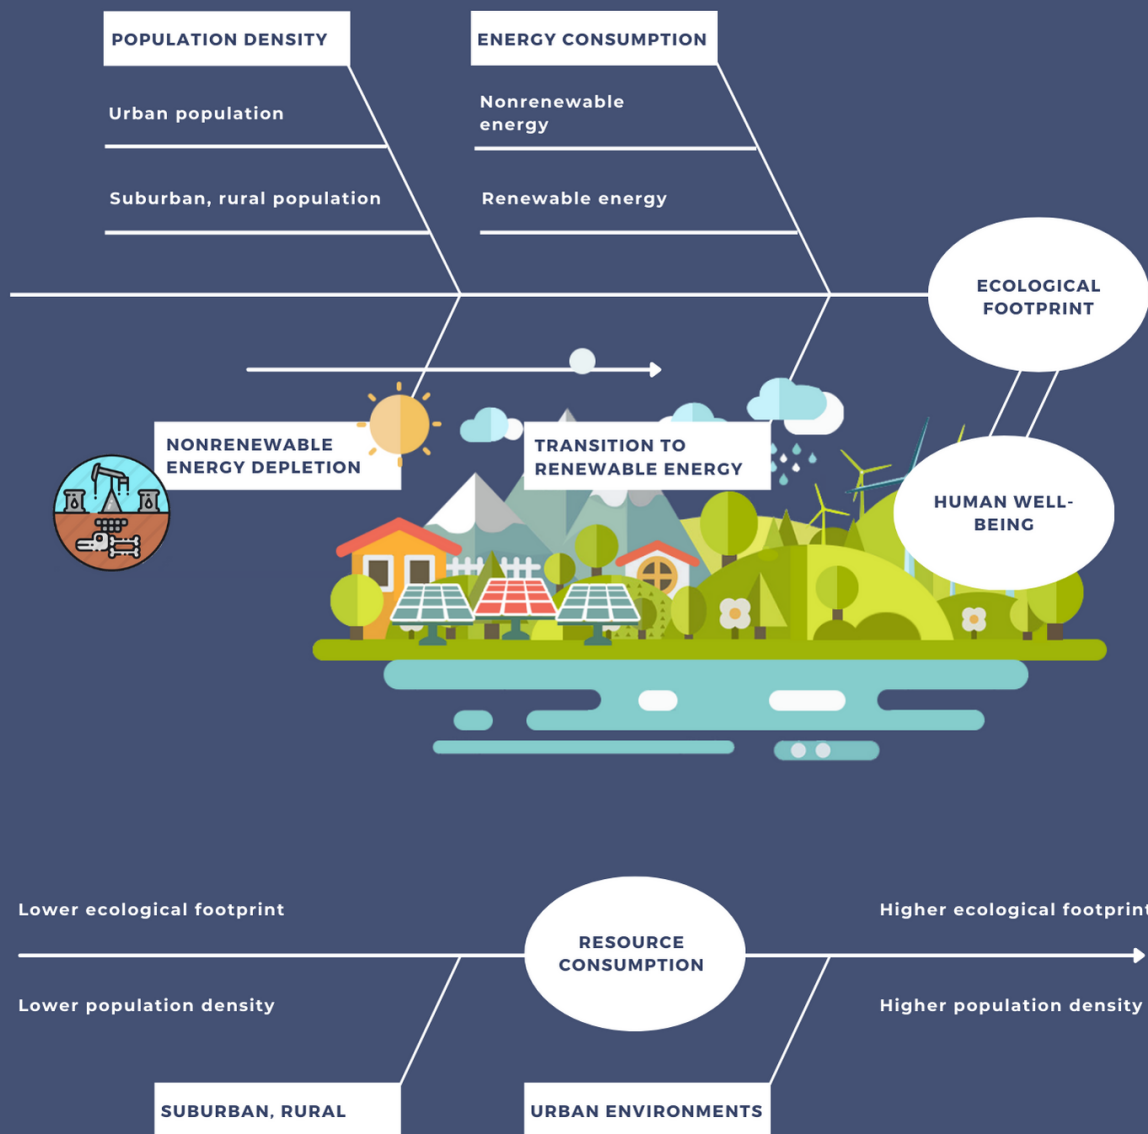 POPULATION DENSITY
ENERGY CONSUMPTION
Urban population
Nonrenewable
energy
Suburban, rural population
Renewable energy
ECOLOGICAL
FOOTPRINT
NONRENEWABLE
ENERGY DEPLETION
TRANSITION TO
RENEWABLE ENERGY
HUMAN WELL-
BEING
Lower ecological footprint
Higher ecological footprint
RESOURCE
CONSUMPTION
Lower population density
Higher population density
SUBURBAN, RURAL
URBAN ENVIRONMENTS